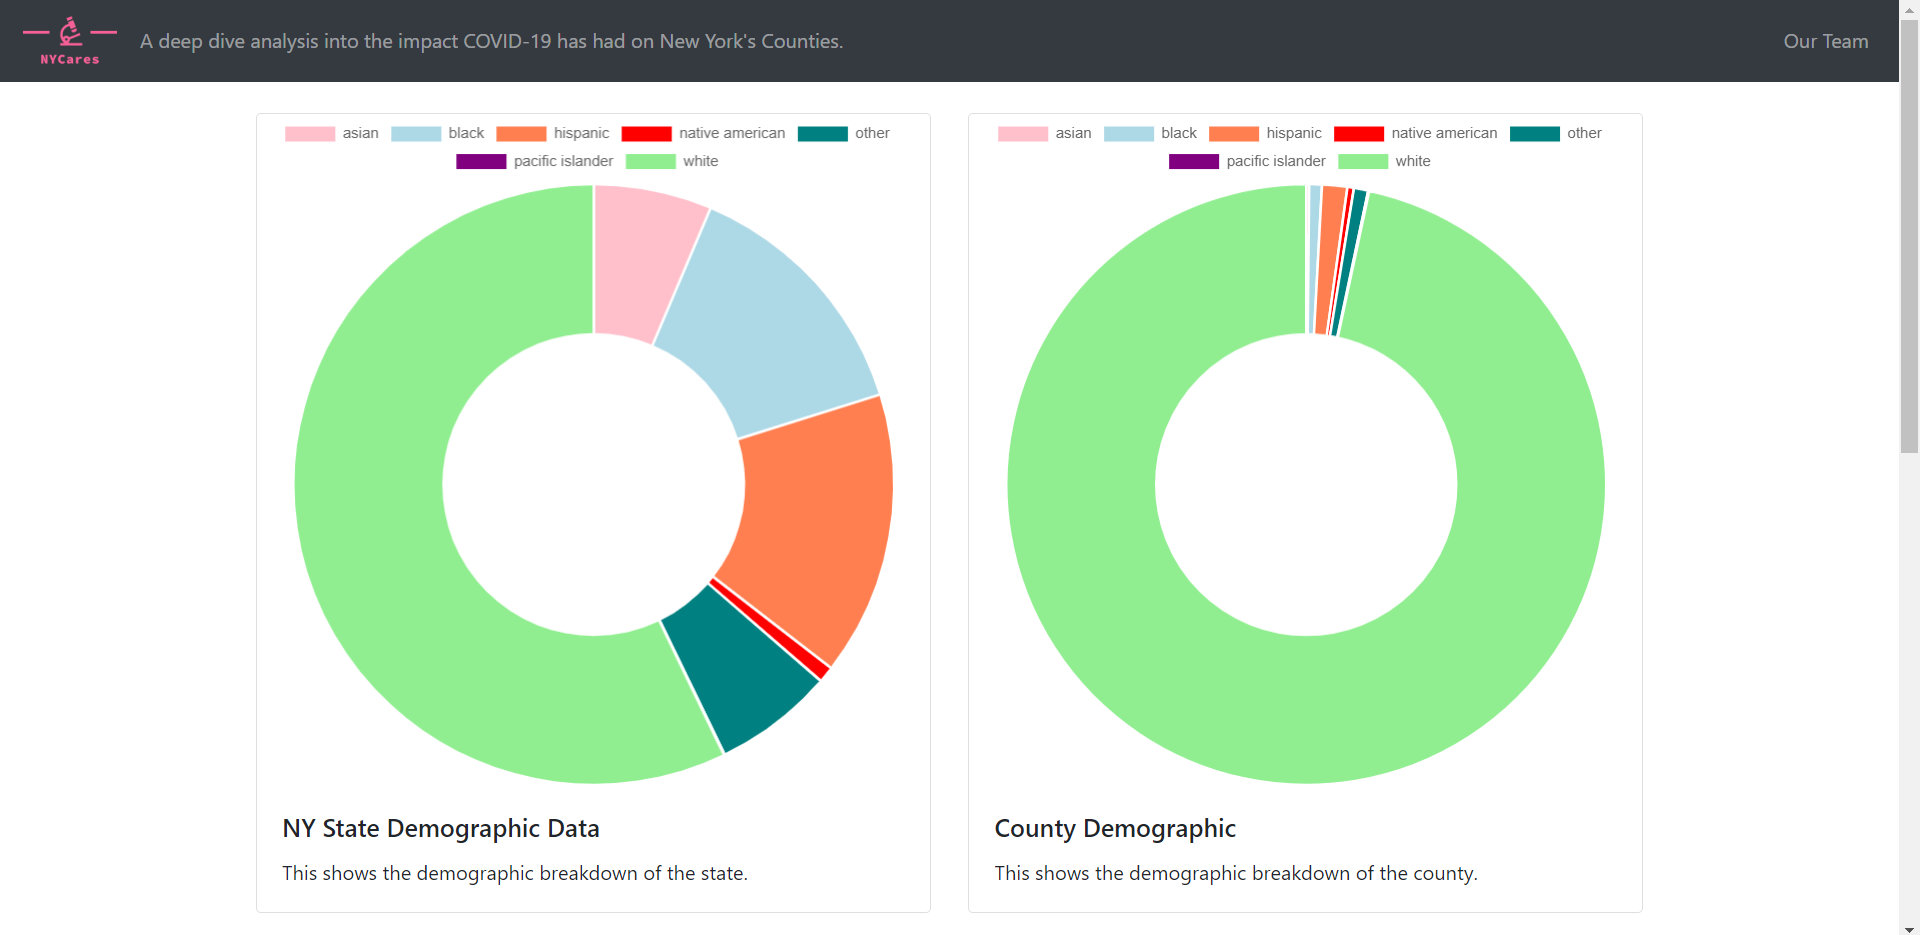 NYCares
A deep dive analysis into the impact COVID-19 has had on New York's Counties.
Our Team
asian black hispanic native american other
pacific islander white
NY State Demographic Data
This shows the demographic breakdown of the state.
asian black hispanic native american other
pacific islander white
County Demographic
This shows the demographic breakdown of the county.